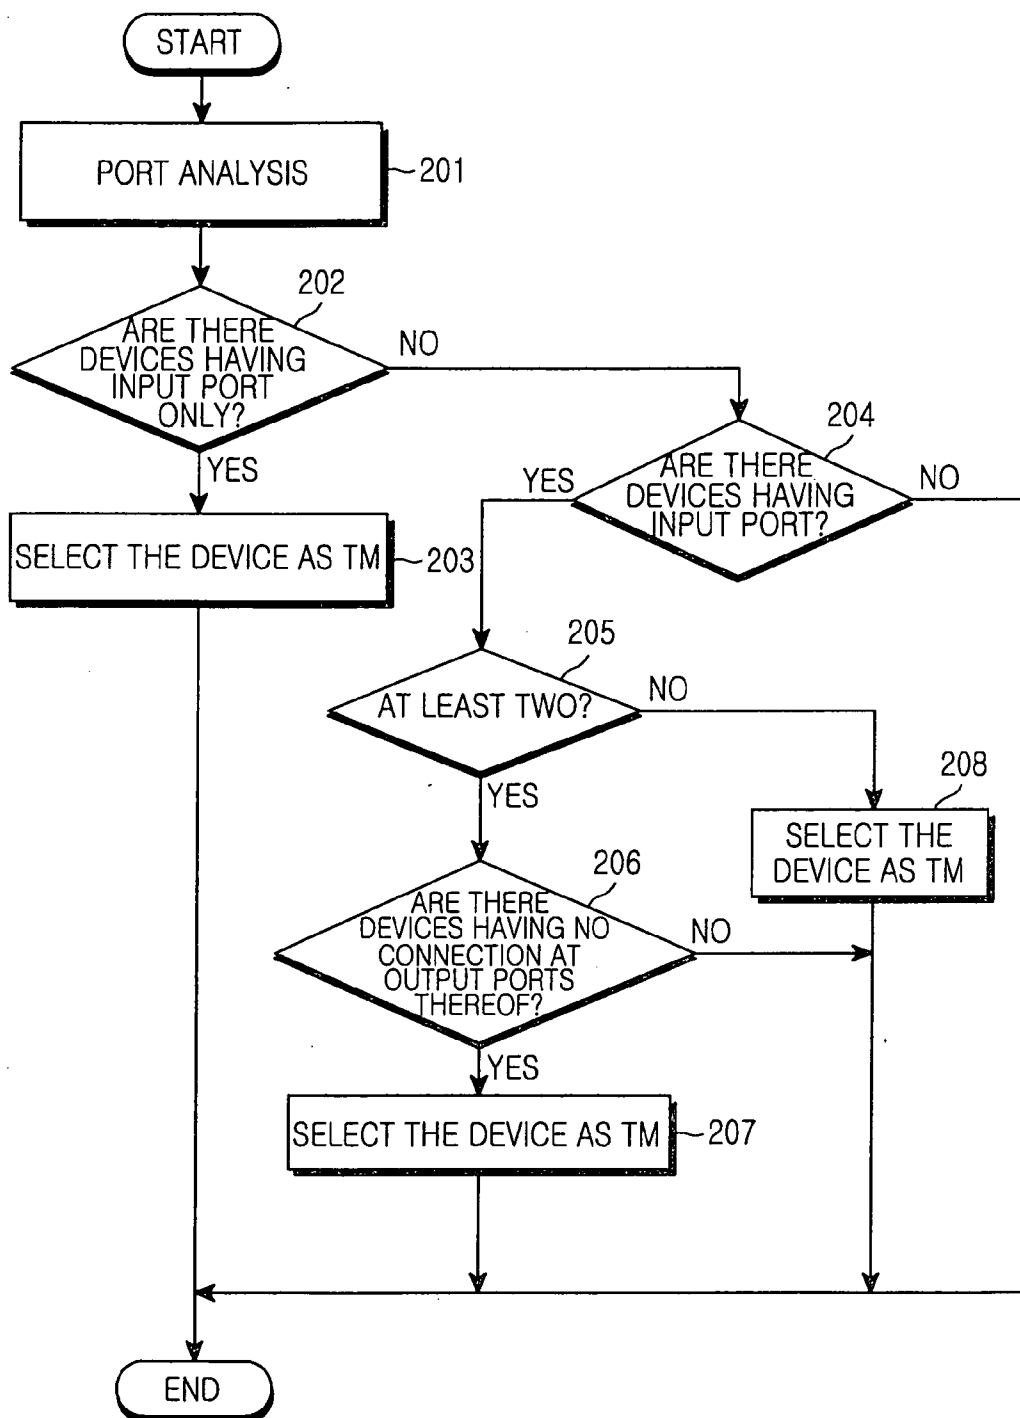 START
PORT ANALYSIS
201
202
ARE THERE
DEVICES HAVING
INPUT PORT
ONLY?
NO
YES
SELECT THE DEVICE AS TM
203
204
ARE THERE
DEVICES HAVING
INPUT PORT?
YES
NO
205
AT LEAST TWO?
NO
YES
208
SELECT THE
DEVICE AS TM
206
ARE THERE
DEVICES HAVING NO
CONNECTION AT
OUTPUT PORTS
THEREOF?
NO
YES
SELECT THE DEVICE AS TM
207
END